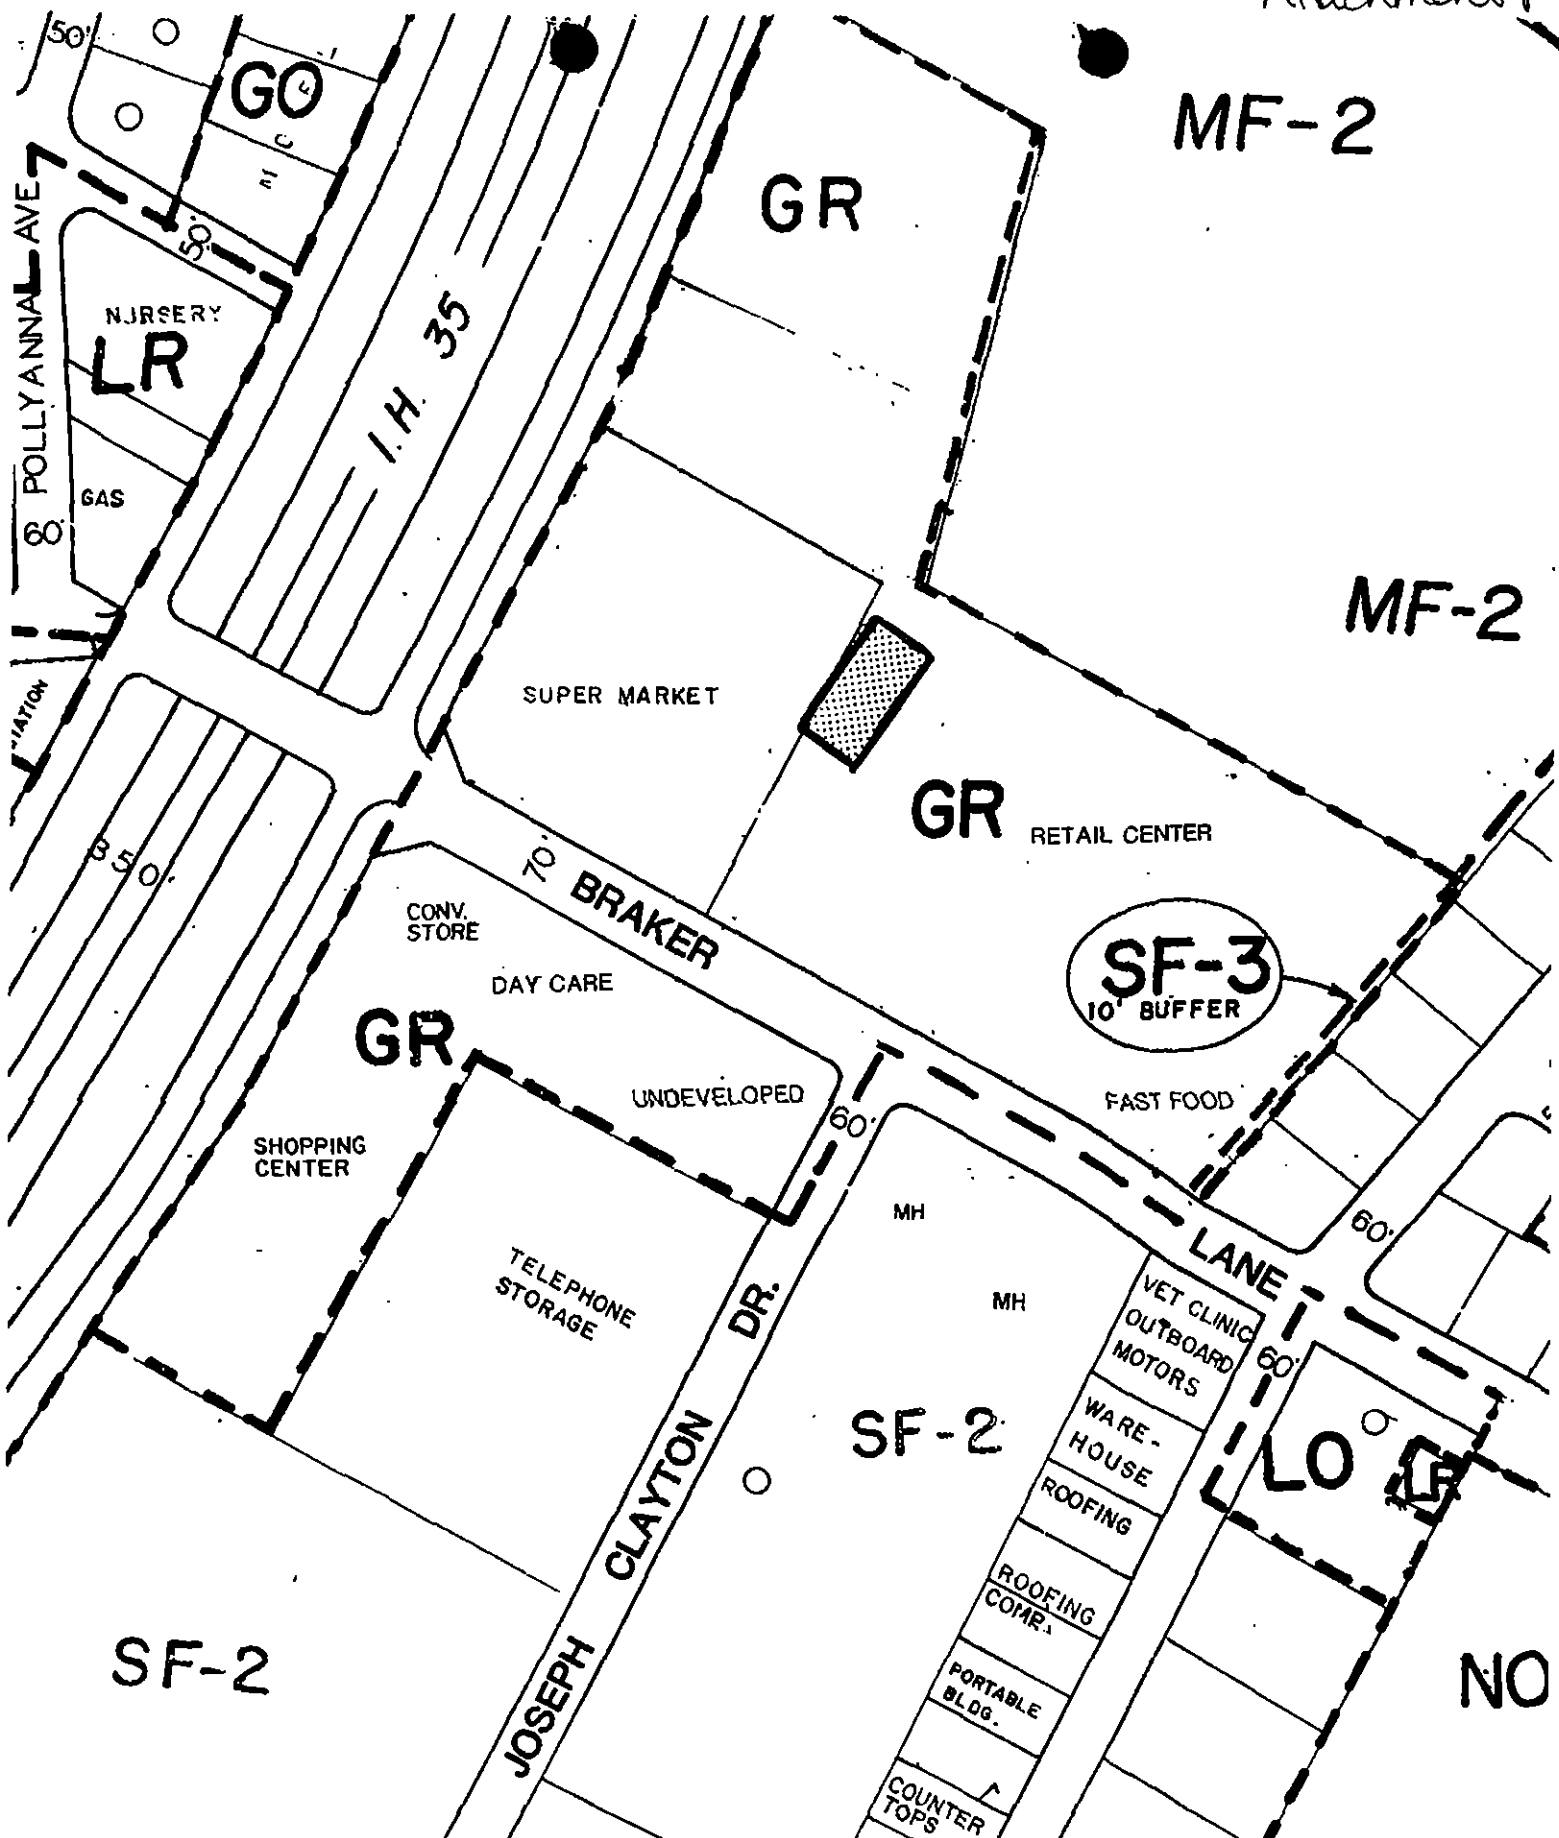 50'
GO
MF-2
GR
POLLYANNA AVE
50'
NURSERY
LR
I.H. 35
GAS
60'
MF-2
SUPER MARKET
GR
RETAIL CENTER
350'
70'
BRAKER
CONV.
STORE
DAY CARE
SF-3
10' BUFFER
GR
UNDEVELOPED
60'
FAST FOOD
SHOPPING
CENTER
MH
60'
LANE
TELEPHONE
STORAGE
DR.
MH
VET CLINIC
OUTBOARD
MOTORS
60'
SF-2
WARE-
HOUSE
LO
LR
CLAYTON
ROOFING
ROOFING
COMP.
SF-2
JOSEPH
PORTABLE
BLDG.
NO
COUNTER
TOPS